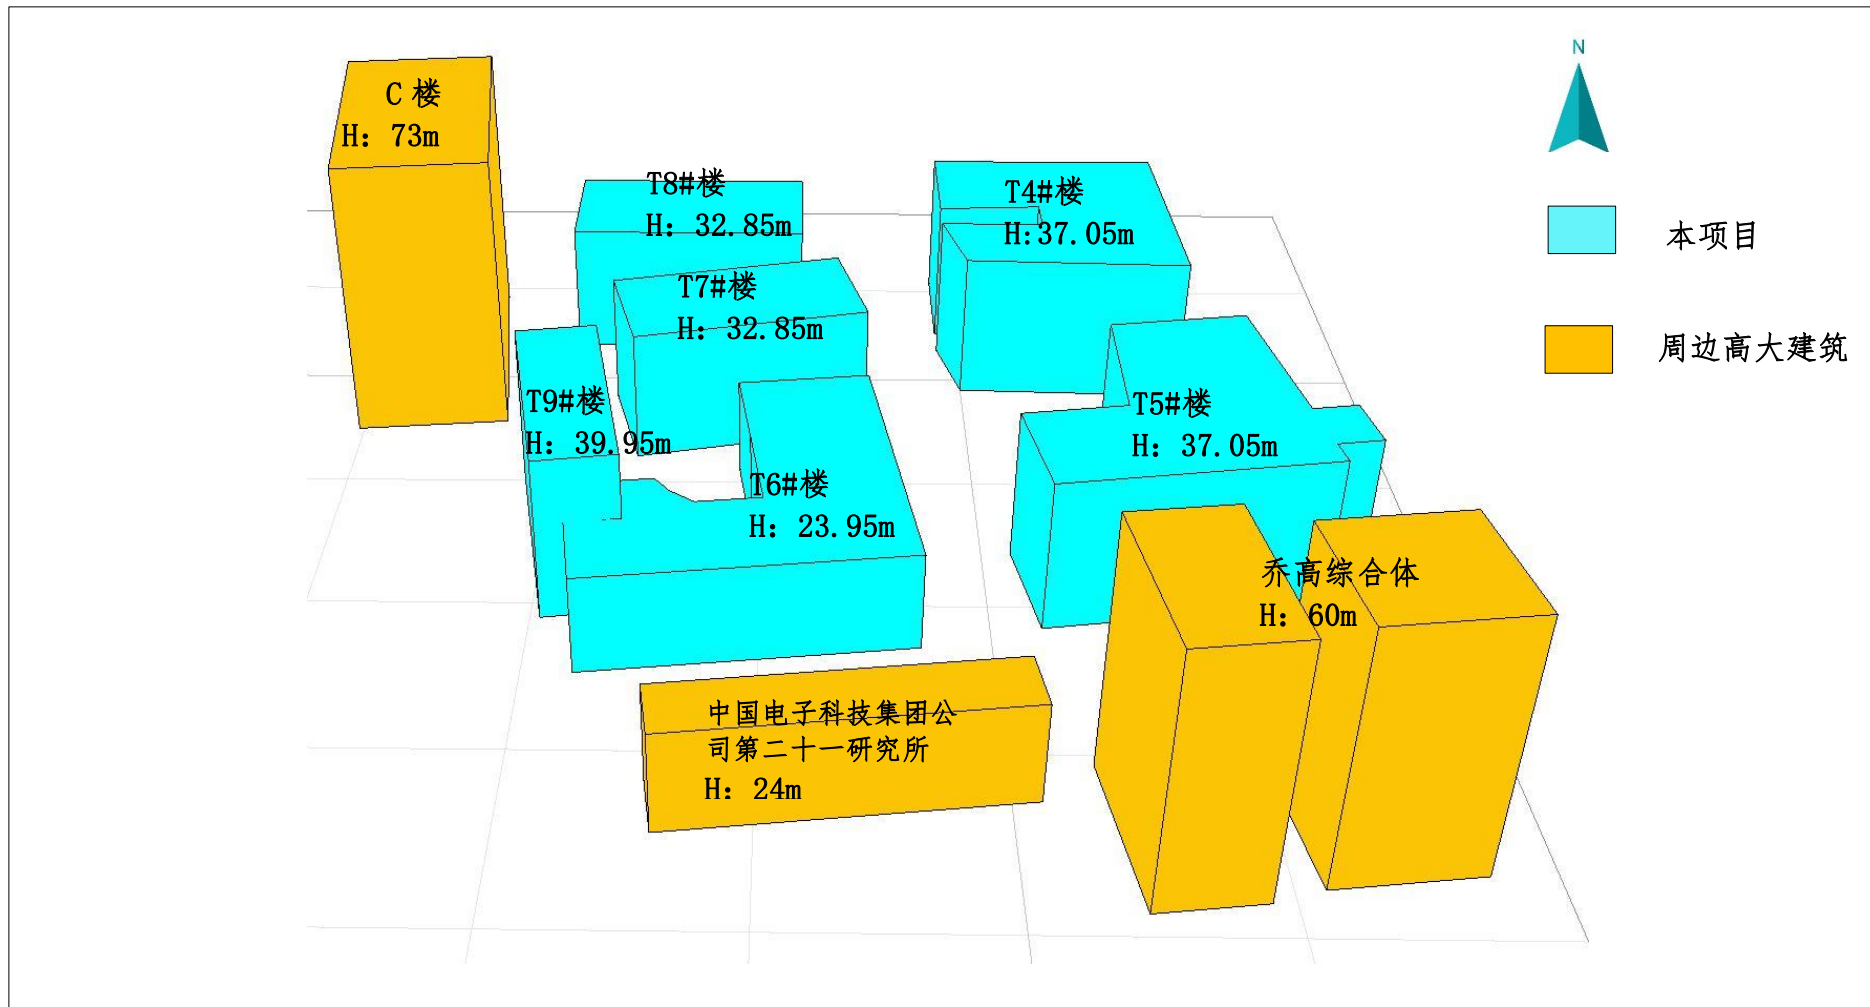 N
C 楼
H: 73m
T8#楼
H: 32.85m
T4#楼
H:37.05m
本项目
T7#楼
H: 32.85m
周边高大建筑
T9#楼
H: 39.95m
T5#楼
H: 37.05m
T6#楼
H: 23.95m
乔高综合体
H: 60m
中国电子科技集团公
司第二十一研究所
H: 24m